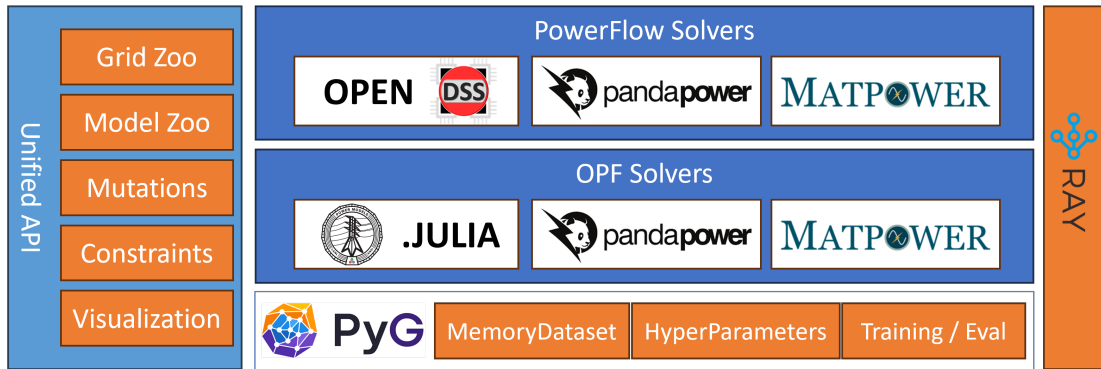 Unified API
Grid Zoo
Model Zoo
Mutations
Constraints
Visualization
PowerFlow Solvers
OPEN DSS
pandapower
MATPOWER
OPF Solvers
.JULIA
pandapower
MATPOWER
PyG
MemoryDataset
HyperParameters
Training / Eval
RAY